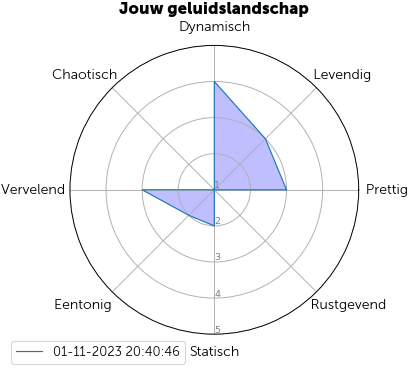 Jouw geluidslandschap
Dynamisch
Chaotisch
Levendig
1
Vervelend
Prettig
2
3
4
Eentonig
Rustgevend
5
01-11-2023 20:40:46
Statisch